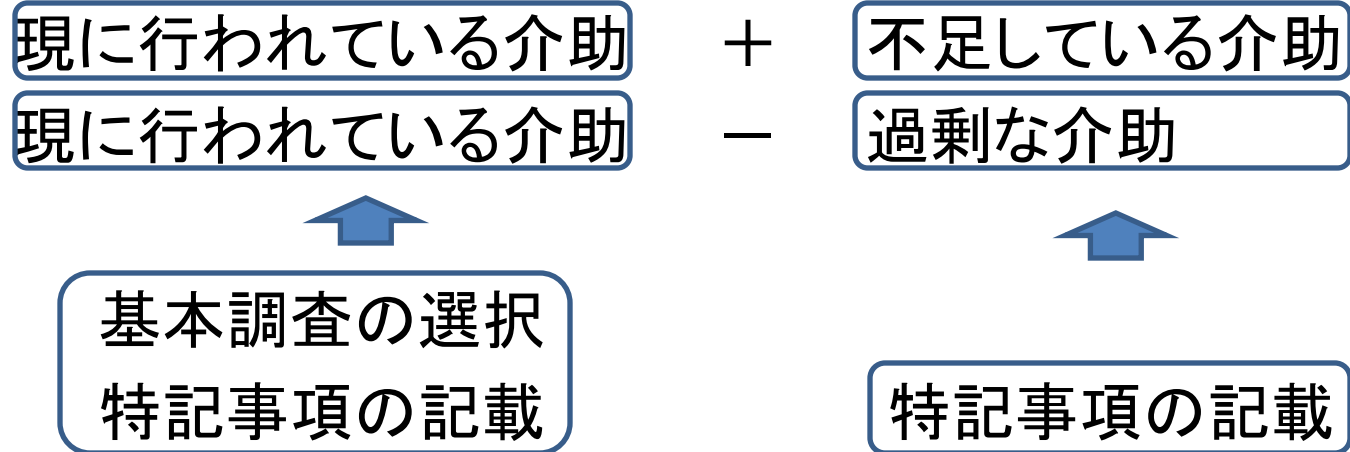 現に行われている介助 ＋ 不足している介助
現に行われている介助 － 過剰な介助
基本調査の選択
特記事項の記載 特記事項の記載